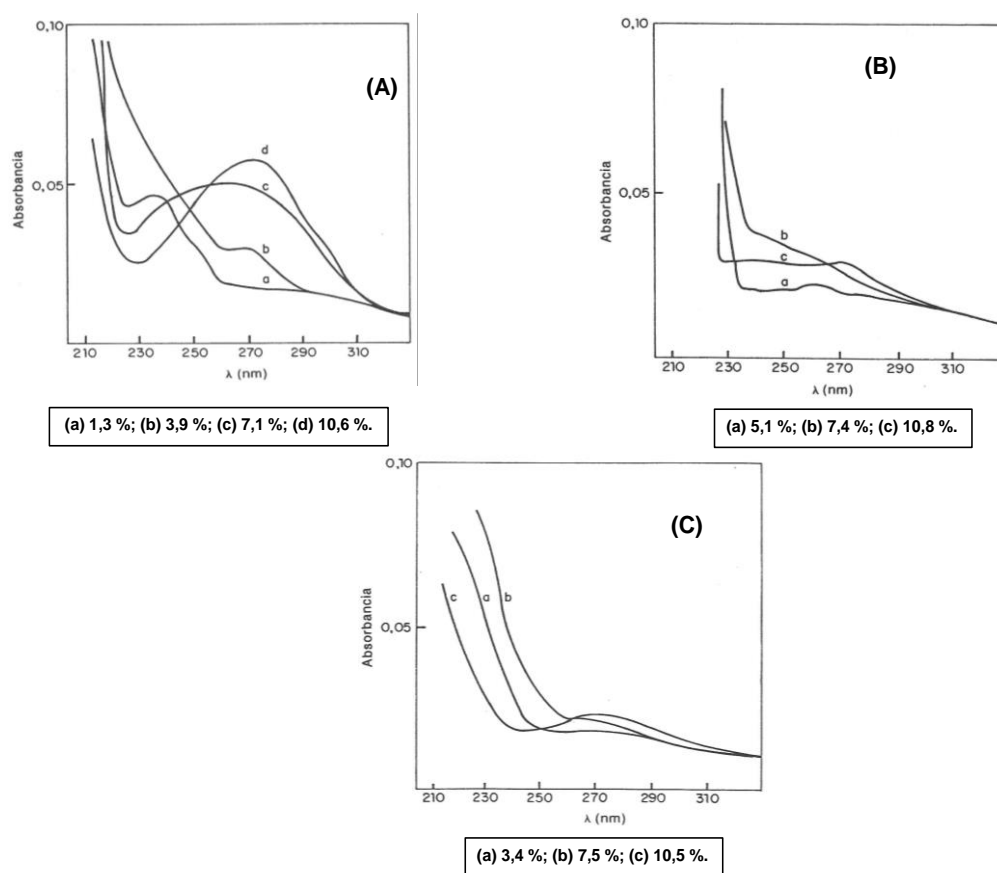 0,10
(A)
Absorbancia
0,05
d
c
b
a
210 230 250 270 290 310
λ (nm)
(a) 1,3 %; (b) 3,9 %; (c) 7,1 %; (d) 10,6 %.
0,10
(B)
Absorbancia
0,05
b
c
a
210 230 250 270 290 310
λ (nm)
(a) 5,1 %; (b) 7,4 %; (c) 10,8 %.
0,10
(C)
Absorbancia
c a b
0,05
210 230 250 270 290 310
λ (nm)
(a) 3,4 %; (b) 7,5 %; (c) 10,5 %.